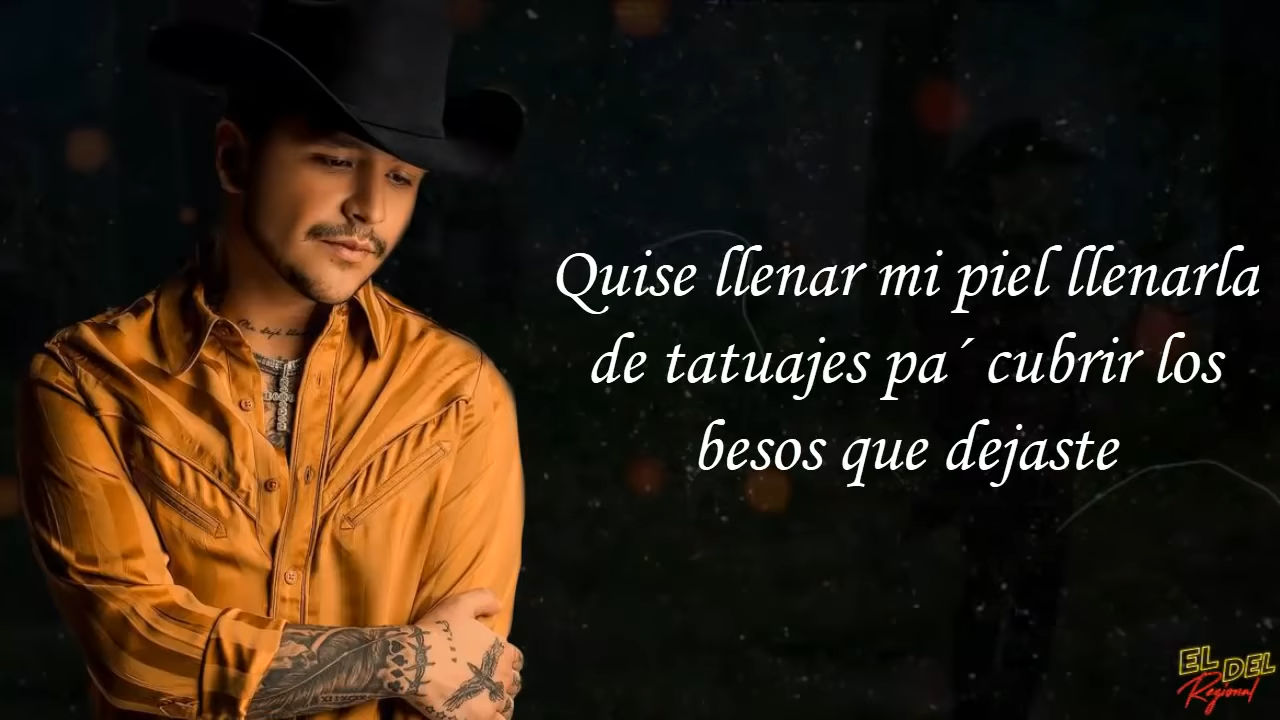 Quise llenar mi piel llenarla
de tatuajes pa´ cubrir los
besos que dejaste
EL DEL
Regional